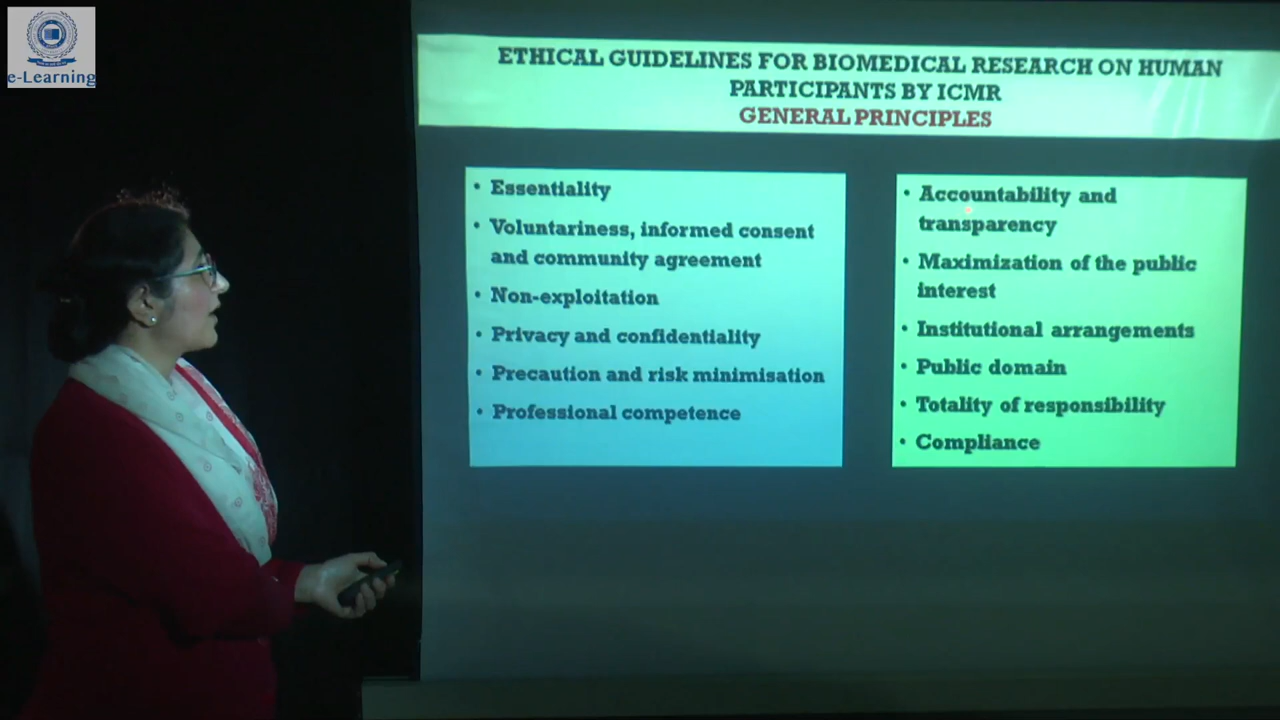 e-Learning
ETHICAL GUIDELINES FOR BIOMEDICAL RESEARCH ON HUMAN
PARTICIPANTS BY ICMR
GENERAL PRINCIPLES
• Essentiality
• Voluntariness, informed consent
and community agreement
• Non-exploitation
• Privacy and confidentiality
• Precaution and risk minimisation
• Professional competence
• Accountability and
transparency
• Maximization of the public
interest
• Institutional arrangements
• Public domain
• Totality of responsibility
• Compliance